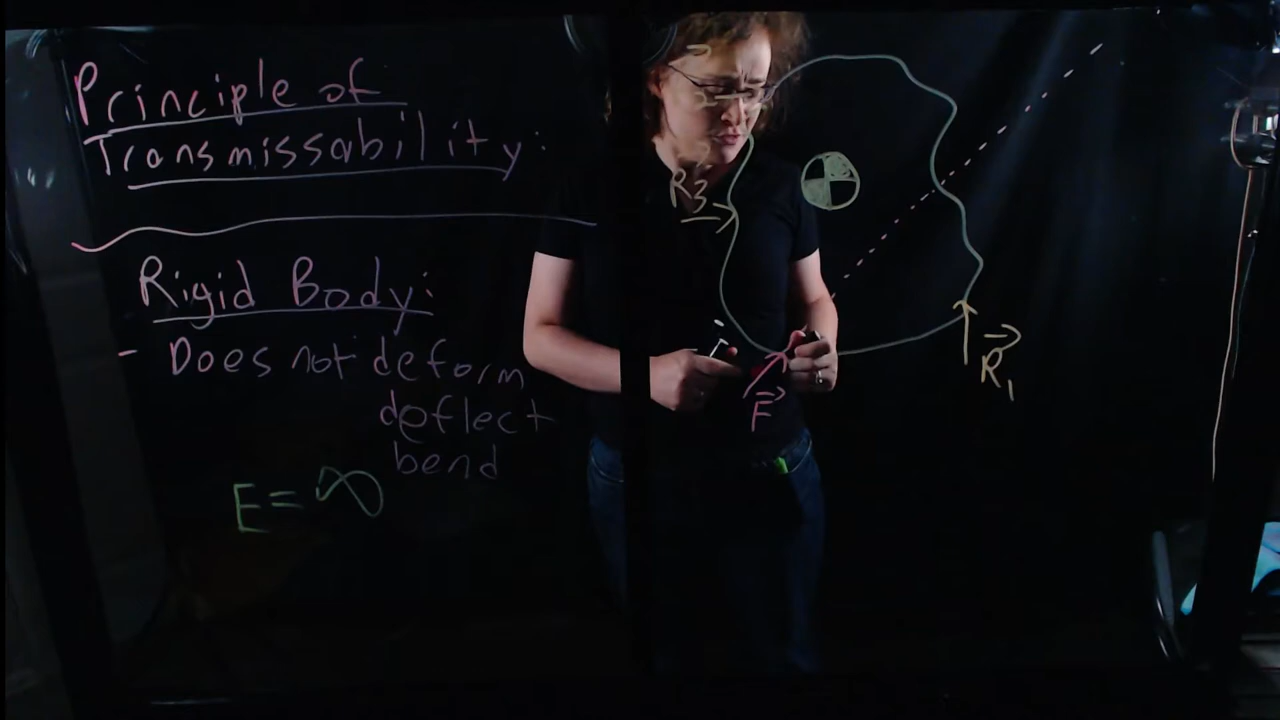 Principle of
Transmissability:
Rigid Body:
- Does not deform
deflect
bend
E = ∞
R3
F
R1